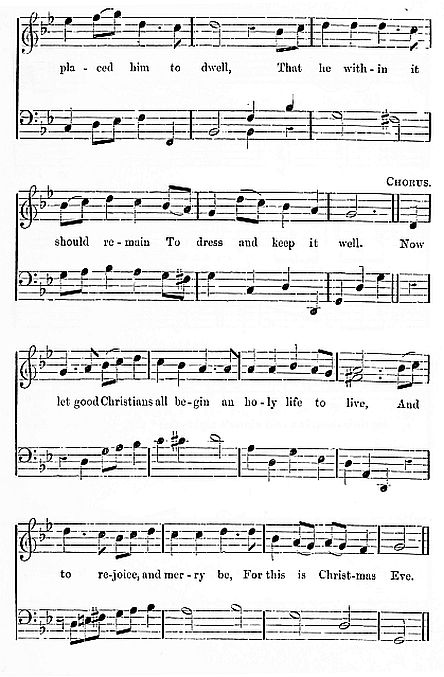 pla - ced him to dwell, That he with - in it
CHORUS.
should re - main To dress and keep it well. Now
let good Christians all be - gin an ho - ly life to live, And
to re-joice, and mer - ry be, For this is Christ-mas Eve.